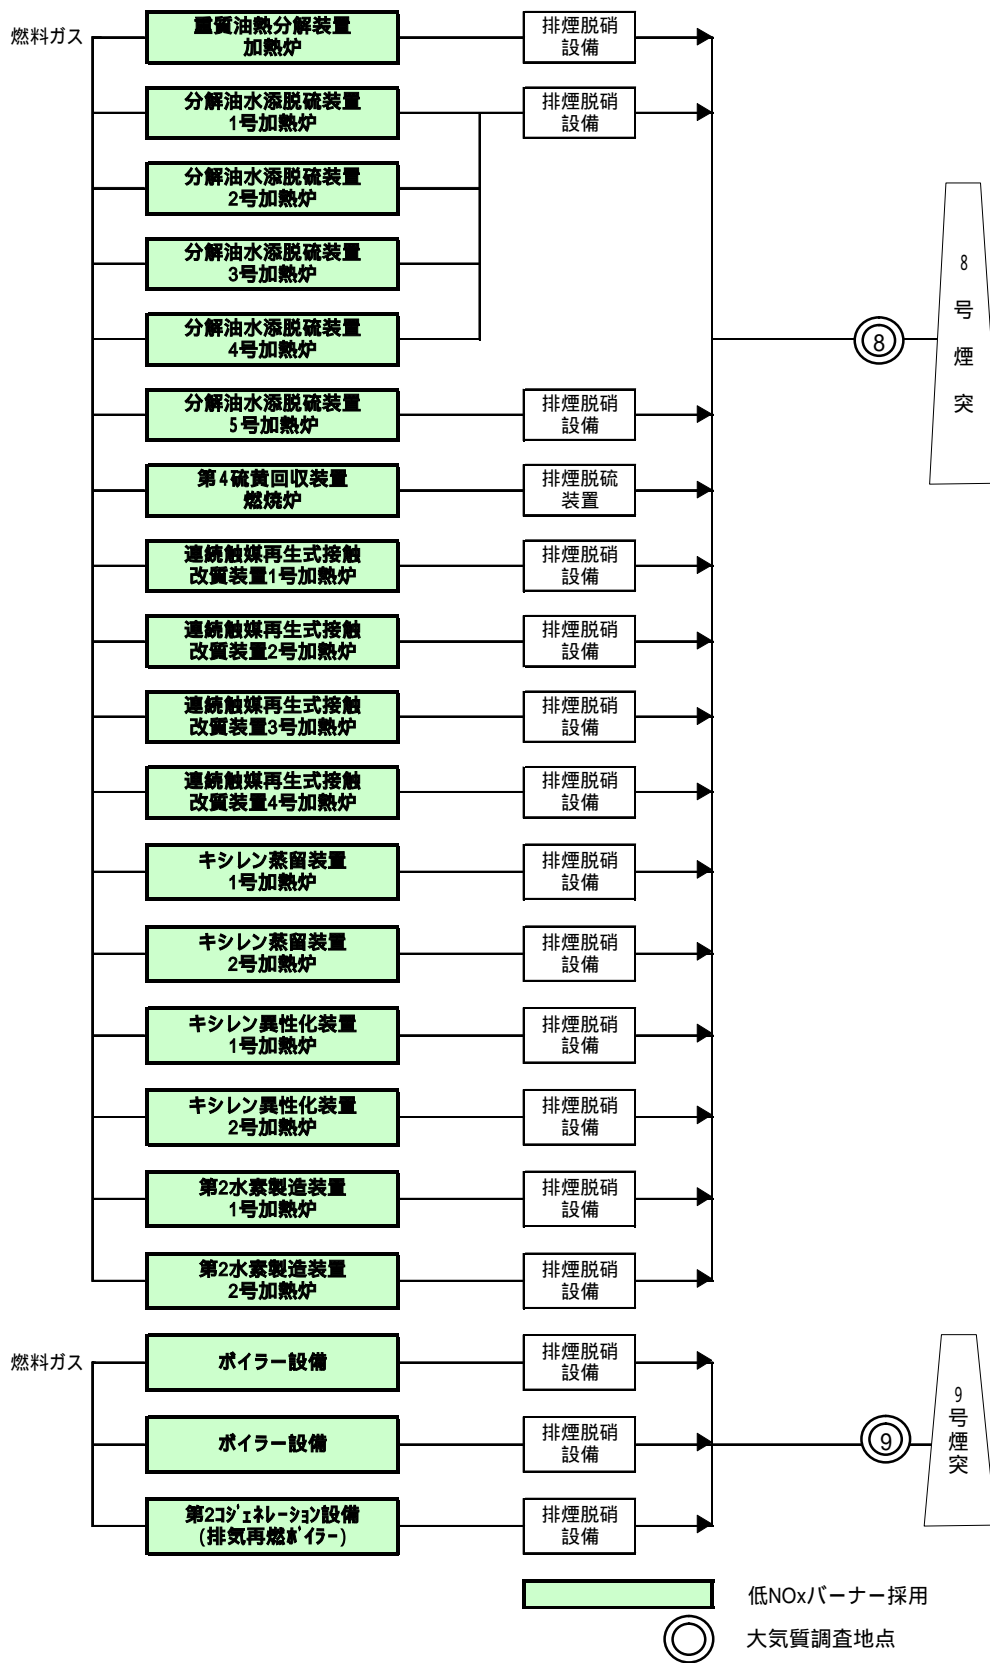 燃料ガス
重質油熱分解装置
加熱炉
排煙脱硝
設備
分解油水添脱硫装置
1号加熱炉
排煙脱硝
設備
分解油水添脱硫装置
2号加熱炉
分解油水添脱硫装置
3号加熱炉
分解油水添脱硫装置
4号加熱炉
8
8号煙突
分解油水添脱硫装置
5号加熱炉
排煙脱硝
設備
第4硫黄回収装置
燃焼炉
排煙脱硫
装置
連続触媒再生式接触
改質装置1号加熱炉
排煙脱硝
設備
連続触媒再生式接触
改質装置2号加熱炉
排煙脱硝
設備
連続触媒再生式接触
改質装置3号加熱炉
排煙脱硝
設備
連続触媒再生式接触
改質装置4号加熱炉
排煙脱硝
設備
キシレン蒸留装置
1号加熱炉
排煙脱硝
設備
キシレン蒸留装置
2号加熱炉
排煙脱硝
設備
キシレン異性化装置
1号加熱炉
排煙脱硝
設備
キシレン異性化装置
2号加熱炉
排煙脱硝
設備
第2水素製造装置
1号加熱炉
排煙脱硝
設備
第2水素製造装置
2号加熱炉
排煙脱硝
設備
燃料ガス
ボイラー設備
排煙脱硝
設備
ボイラー設備
排煙脱硝
設備
9
9号煙突
第2ｺｼﾞｪﾈﾚｰｼｮﾝ設備
(排気再燃ﾎﾞｲﾗｰ)
排煙脱硝
設備
低NOxバーナー採用
大気質調査地点